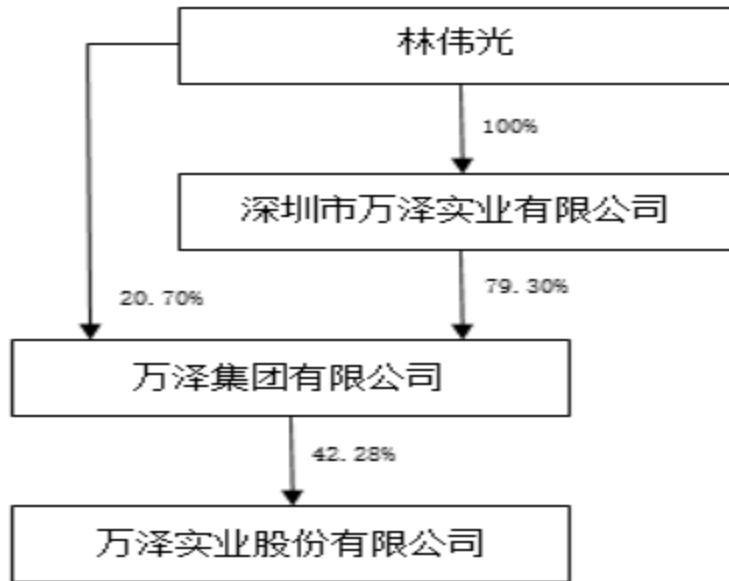 林伟光
100%
深圳市万泽实业有限公司
20.70%
79.30%
万泽集团有限公司
42.28%
万泽实业股份有限公司